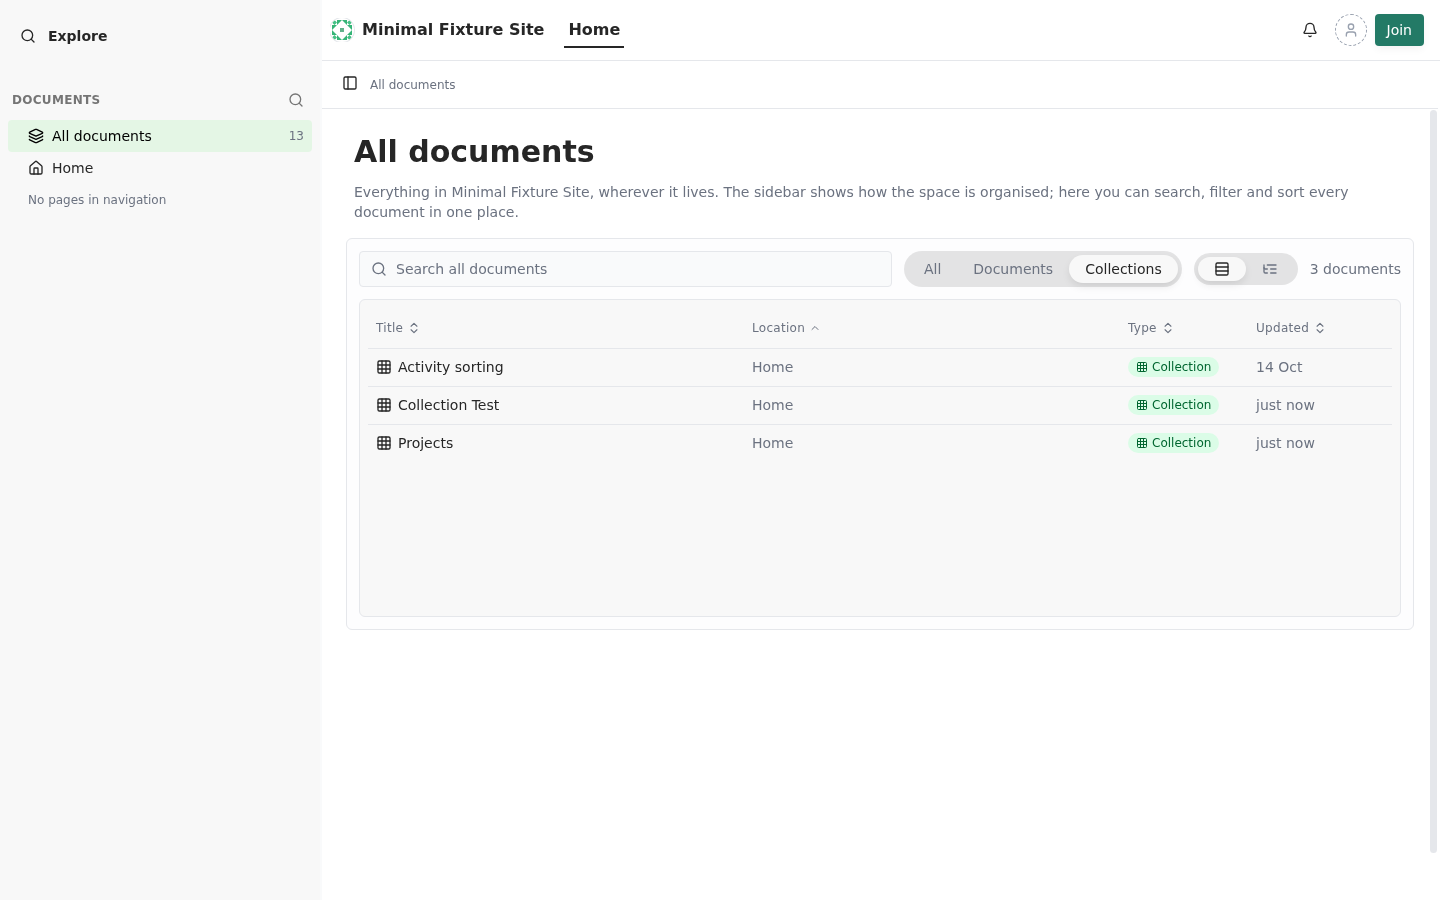 Explore
Minimal Fixture Site
Home
Join
All documents
DOCUMENTS
All documents 13
Home
No pages in navigation
All documents
Everything in Minimal Fixture Site, wherever it lives. The sidebar shows how the space is organised; here you can search, filter and sort every
document in one place.
Search all documents
All Documents Collections
3 documents
Title Location Type Updated
Activity sorting Home Collection 14 Oct
Collection Test Home Collection just now
Projects Home Collection just now